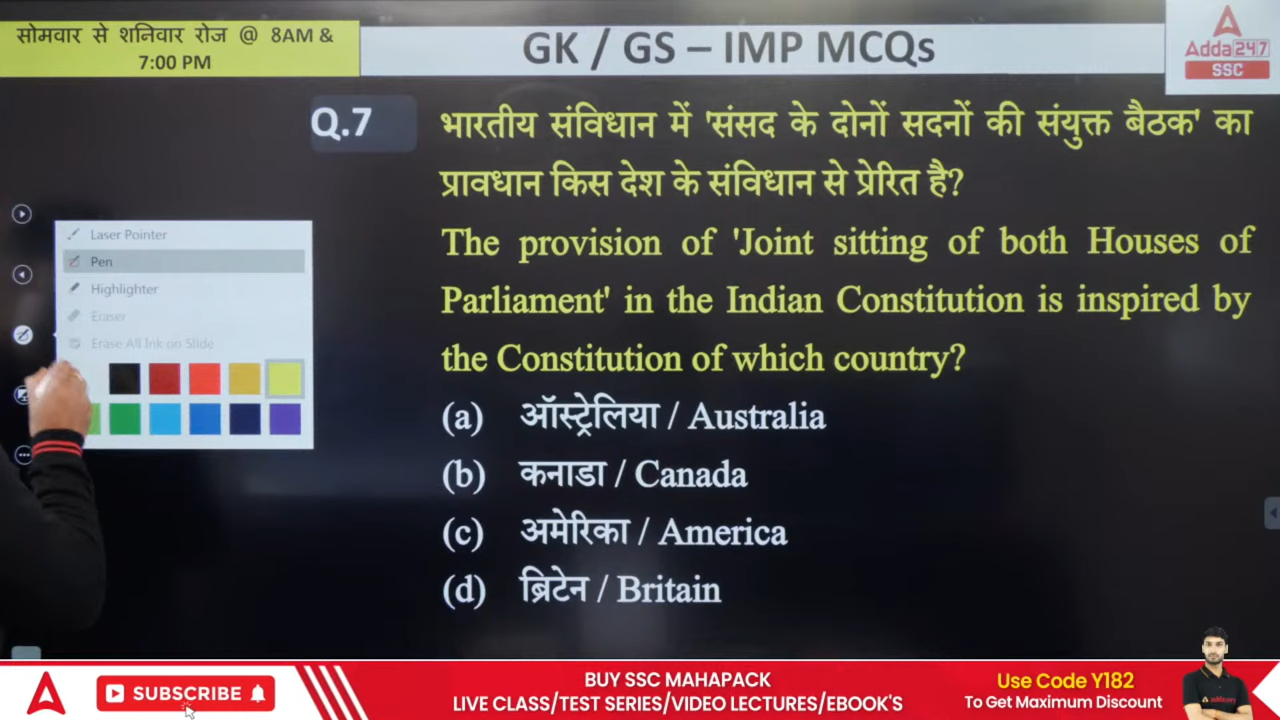 सोमवार से शनिवार रोज @ 8AM &
7:00 PM
GK / GS – IMP MCQs
Adda247
SSC
Q.7
भारतीय संविधान में 'संसद के दोनों सदनों की संयुक्त बैठक' का
प्रावधान किस देश के संविधान से प्रेरित है?
The provision of 'Joint sitting of both Houses of
Parliament' in the Indian Constitution is inspired by
the Constitution of which country?
(a) ऑस्ट्रेलिया / Australia
(b) कनाडा / Canada
(c) अमेरिका / America
(d) ब्रिटेन / Britain
Laser Pointer
Pen
Highlighter
Eraser
Erase All Ink on Slide
SUBSCRIBE
BUY SSC MAHAPACK
LIVE CLASS/TEST SERIES/VIDEO LECTURES/EBOOK'S
Use Code Y182
To Get Maximum Discount